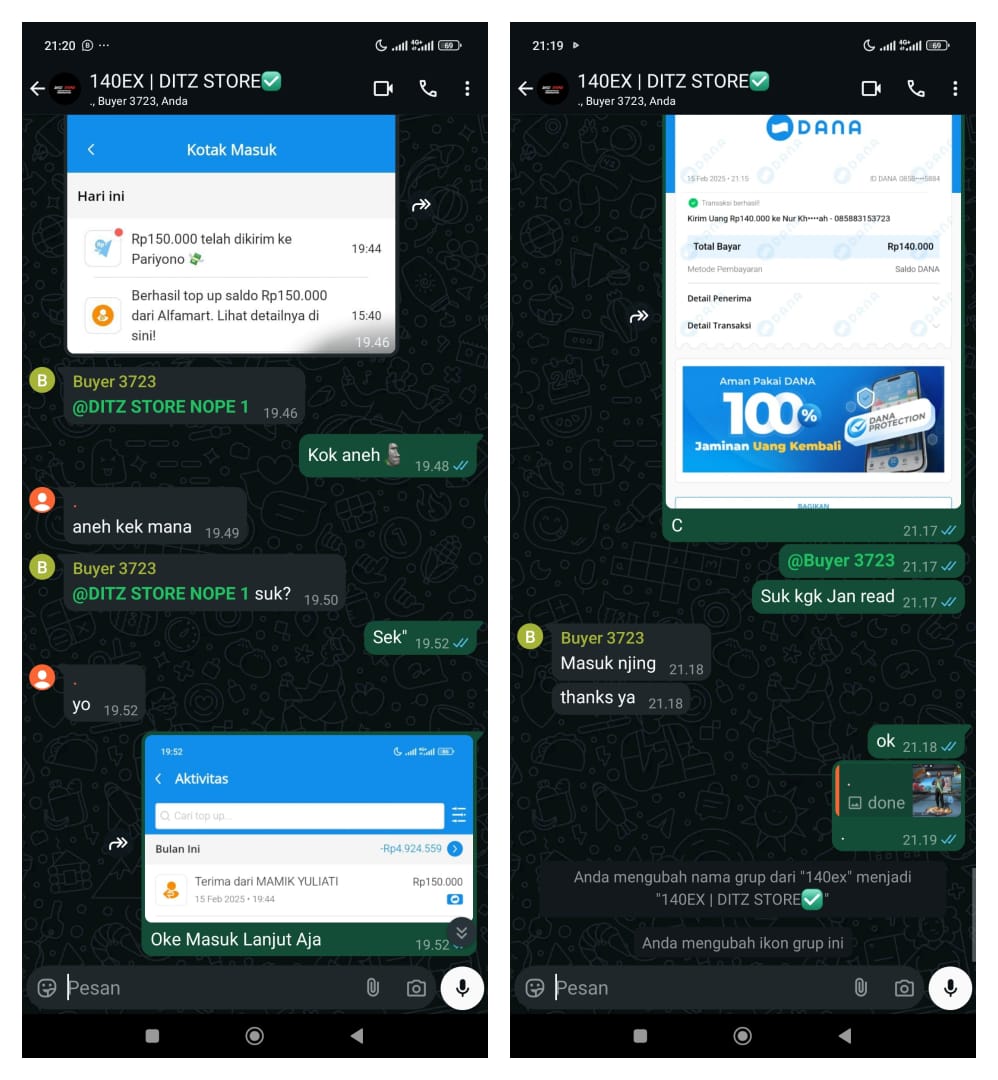 21:20
4G+
69
140EX | DITZ STORE✅
., Buyer 3723, Anda
Kotak Masuk
Hari ini
Rp150.000 telah dikirim ke
Pariyono 💸
19:44
Berhasil top up saldo Rp150.000
dari Alfamart. Lihat detailnya di
sini!
15:40
19.46
B
Buyer 3723
@DITZ STORE NOPE 1 19.46
Kok aneh 🗿 19.48
.
aneh kek mana 19.49
B
Buyer 3723
@DITZ STORE NOPE 1 suk? 19.50
Sek" 19.52
.
yo 19.52
19:52
Aktivitas
Cari top up...
Bulan Ini -Rp4.924.559
Terima dari MAMIK YULIATI Rp150.000
15 Feb 2025 • 19:44
Oke Masuk Lanjut Aja 19.52
Pesan
21:19
4G+
69
140EX | DITZ STORE✅
., Buyer 3723, Anda
DANA
15 Feb 2025 • 21:15 ID DANA 0858••••5884
Transaksi berhasil!
Kirim Uang Rp140.000 ke Nur Kh••••ah - 085883153723
Total Bayar Rp140.000
Metode Pembayaran Saldo DANA
Detail Penerima
Detail Transaksi
Aman Pakai DANA
100%
Jaminan Uang Kembali
DANA
PROTECTION
BAGIKAN
C 21.17
@Buyer 3723 21.17
Suk kgk Jan read 21.17
B
Buyer 3723
Masuk njing 21.18
thanks ya 21.18
ok 21.18
.
done
. 21.19
Anda mengubah nama grup dari "140ex" menjadi
"140EX | DITZ STORE✅"
Anda mengubah ikon grup ini
Pesan